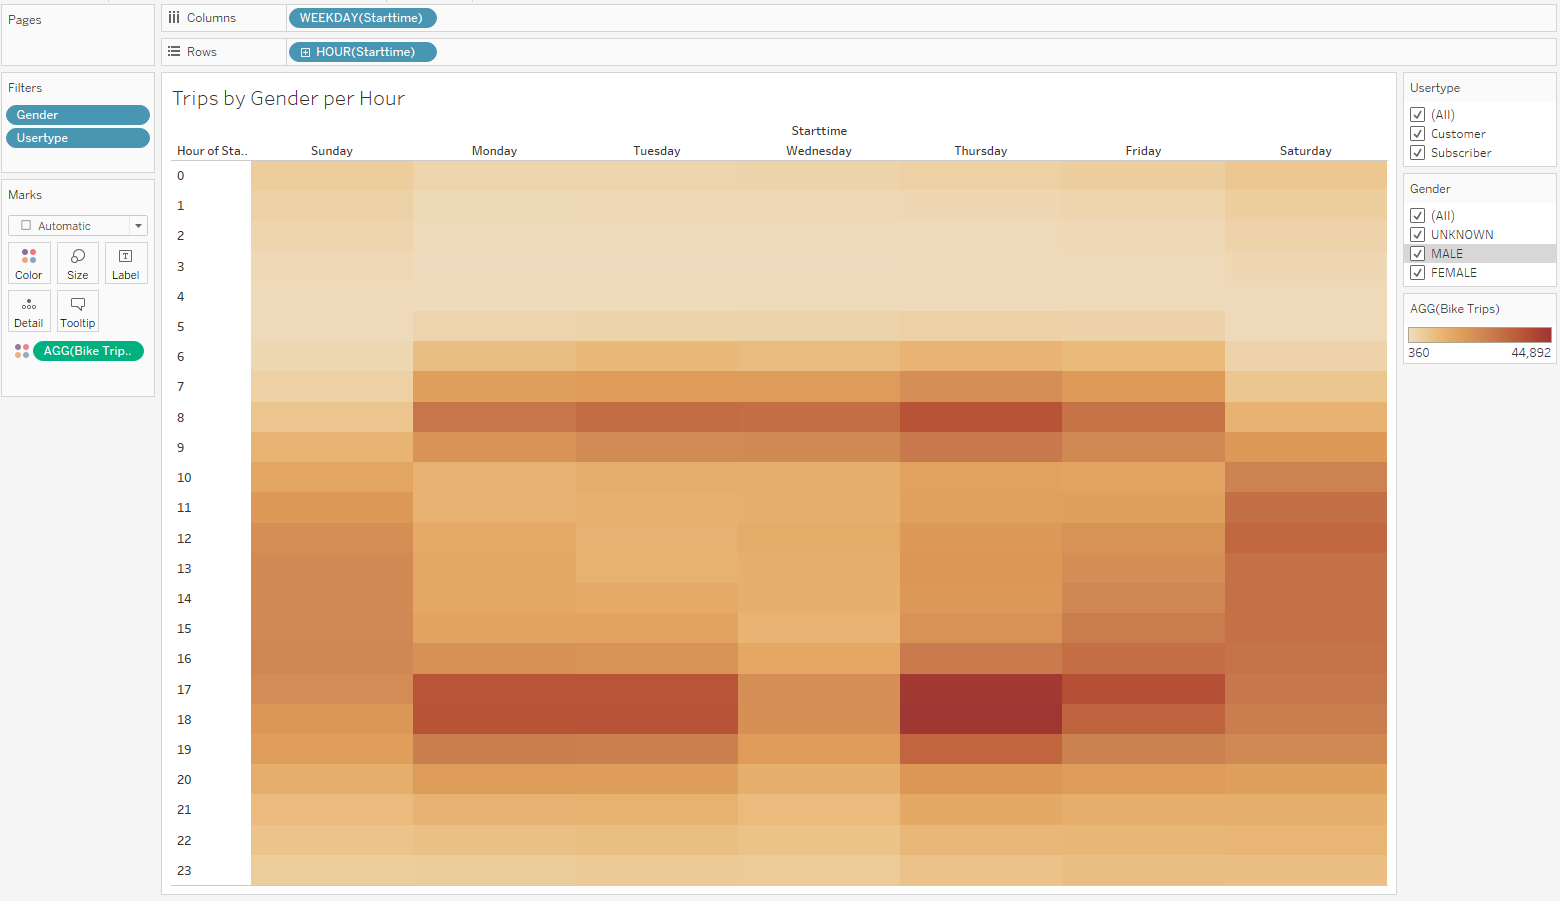 Pages
Columns
WEEKDAY(Starttime)
Rows
HOUR(Starttime)
Filters
Gender
Usertype
Marks
Automatic
Color
Size
Label
Detail
Tooltip
AGG(Bike Trip..
Trips by Gender per Hour
Starttime
Hour of Sta.. Sunday Monday Tuesday Wednesday Thursday Friday Saturday
0
1
2
3
4
5
6
7
8
9
10
11
12
13
14
15
16
17
18
19
20
21
22
23
Usertype
(All)
Customer
Subscriber
Gender
(All)
UNKNOWN
MALE
FEMALE
AGG(Bike Trips)
360 44,892